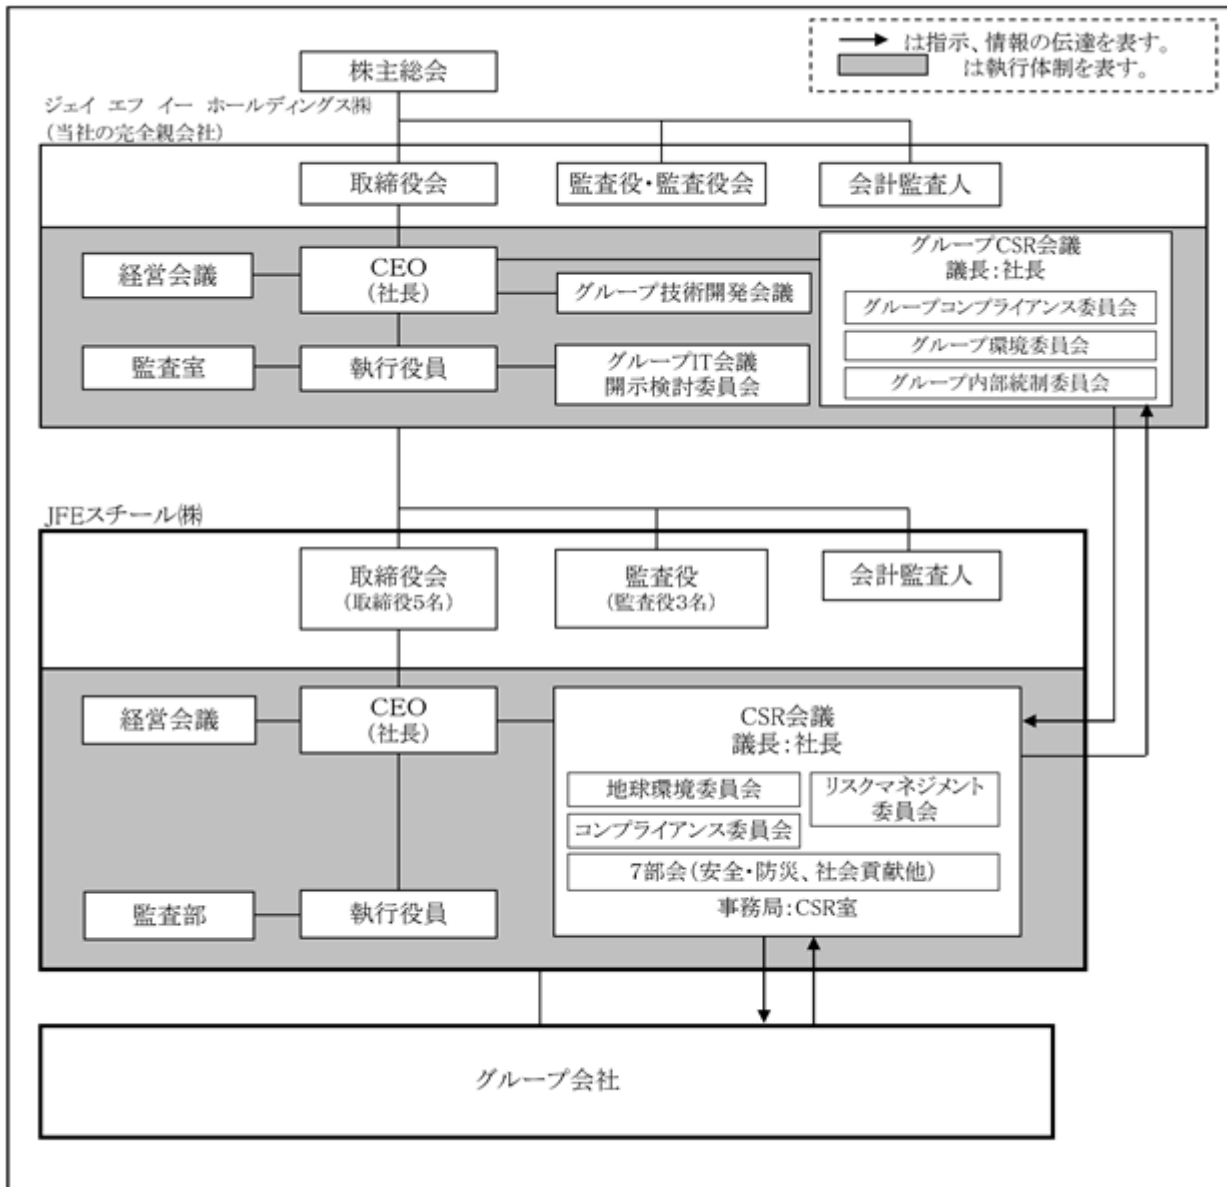 は指示、情報の伝達を表す。
は執行体制を表す。
株主総会
ジェイ エフ イー ホールディングス㈱
(当社の完全親会社)
取締役会
監査役・監査役会
会計監査人
経営会議
CEO
(社長)
グループ技術開発会議
グループCSR会議
議長:社長
グループコンプライアンス委員会
グループ環境委員会
グループ内部統制委員会
監査室
執行役員
グループIT会議
開示検討委員会
JFEスチール㈱
取締役会
(取締役5名)
監査役
(監査役3名)
会計監査人
経営会議
CEO
(社長)
CSR会議
議長:社長
地球環境委員会
コンプライアンス委員会
リスクマネジメント
委員会
7部会(安全・防災、社会貢献他)
事務局:CSR室
監査部
執行役員
グループ会社